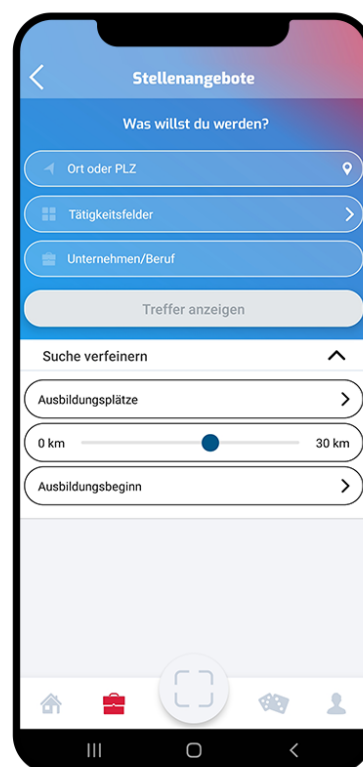 Stellenangebote
Was willst du werden?
Ort oder PLZ
Tätigkeitsfelder
Unternehmen/Beruf
Treffer anzeigen
Suche verfeinern
Ausbildungsplätze
0 km 30 km
Ausbildungsbeginn